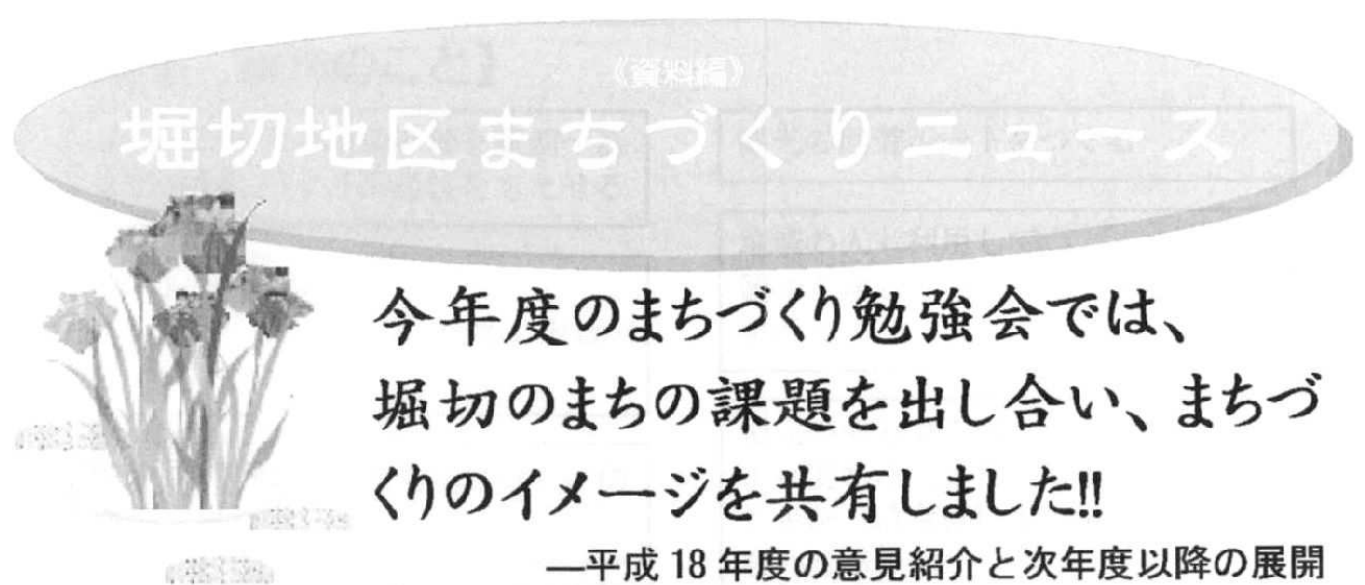 《資料編》
堀切地区まちづくりニュース
今年度のまちづくり勉強会では、
堀切のまちの課題を出し合い、まちづ
くりのイメージを共有しました!!
―平成 18 年度の意見紹介と次年度以降の展開